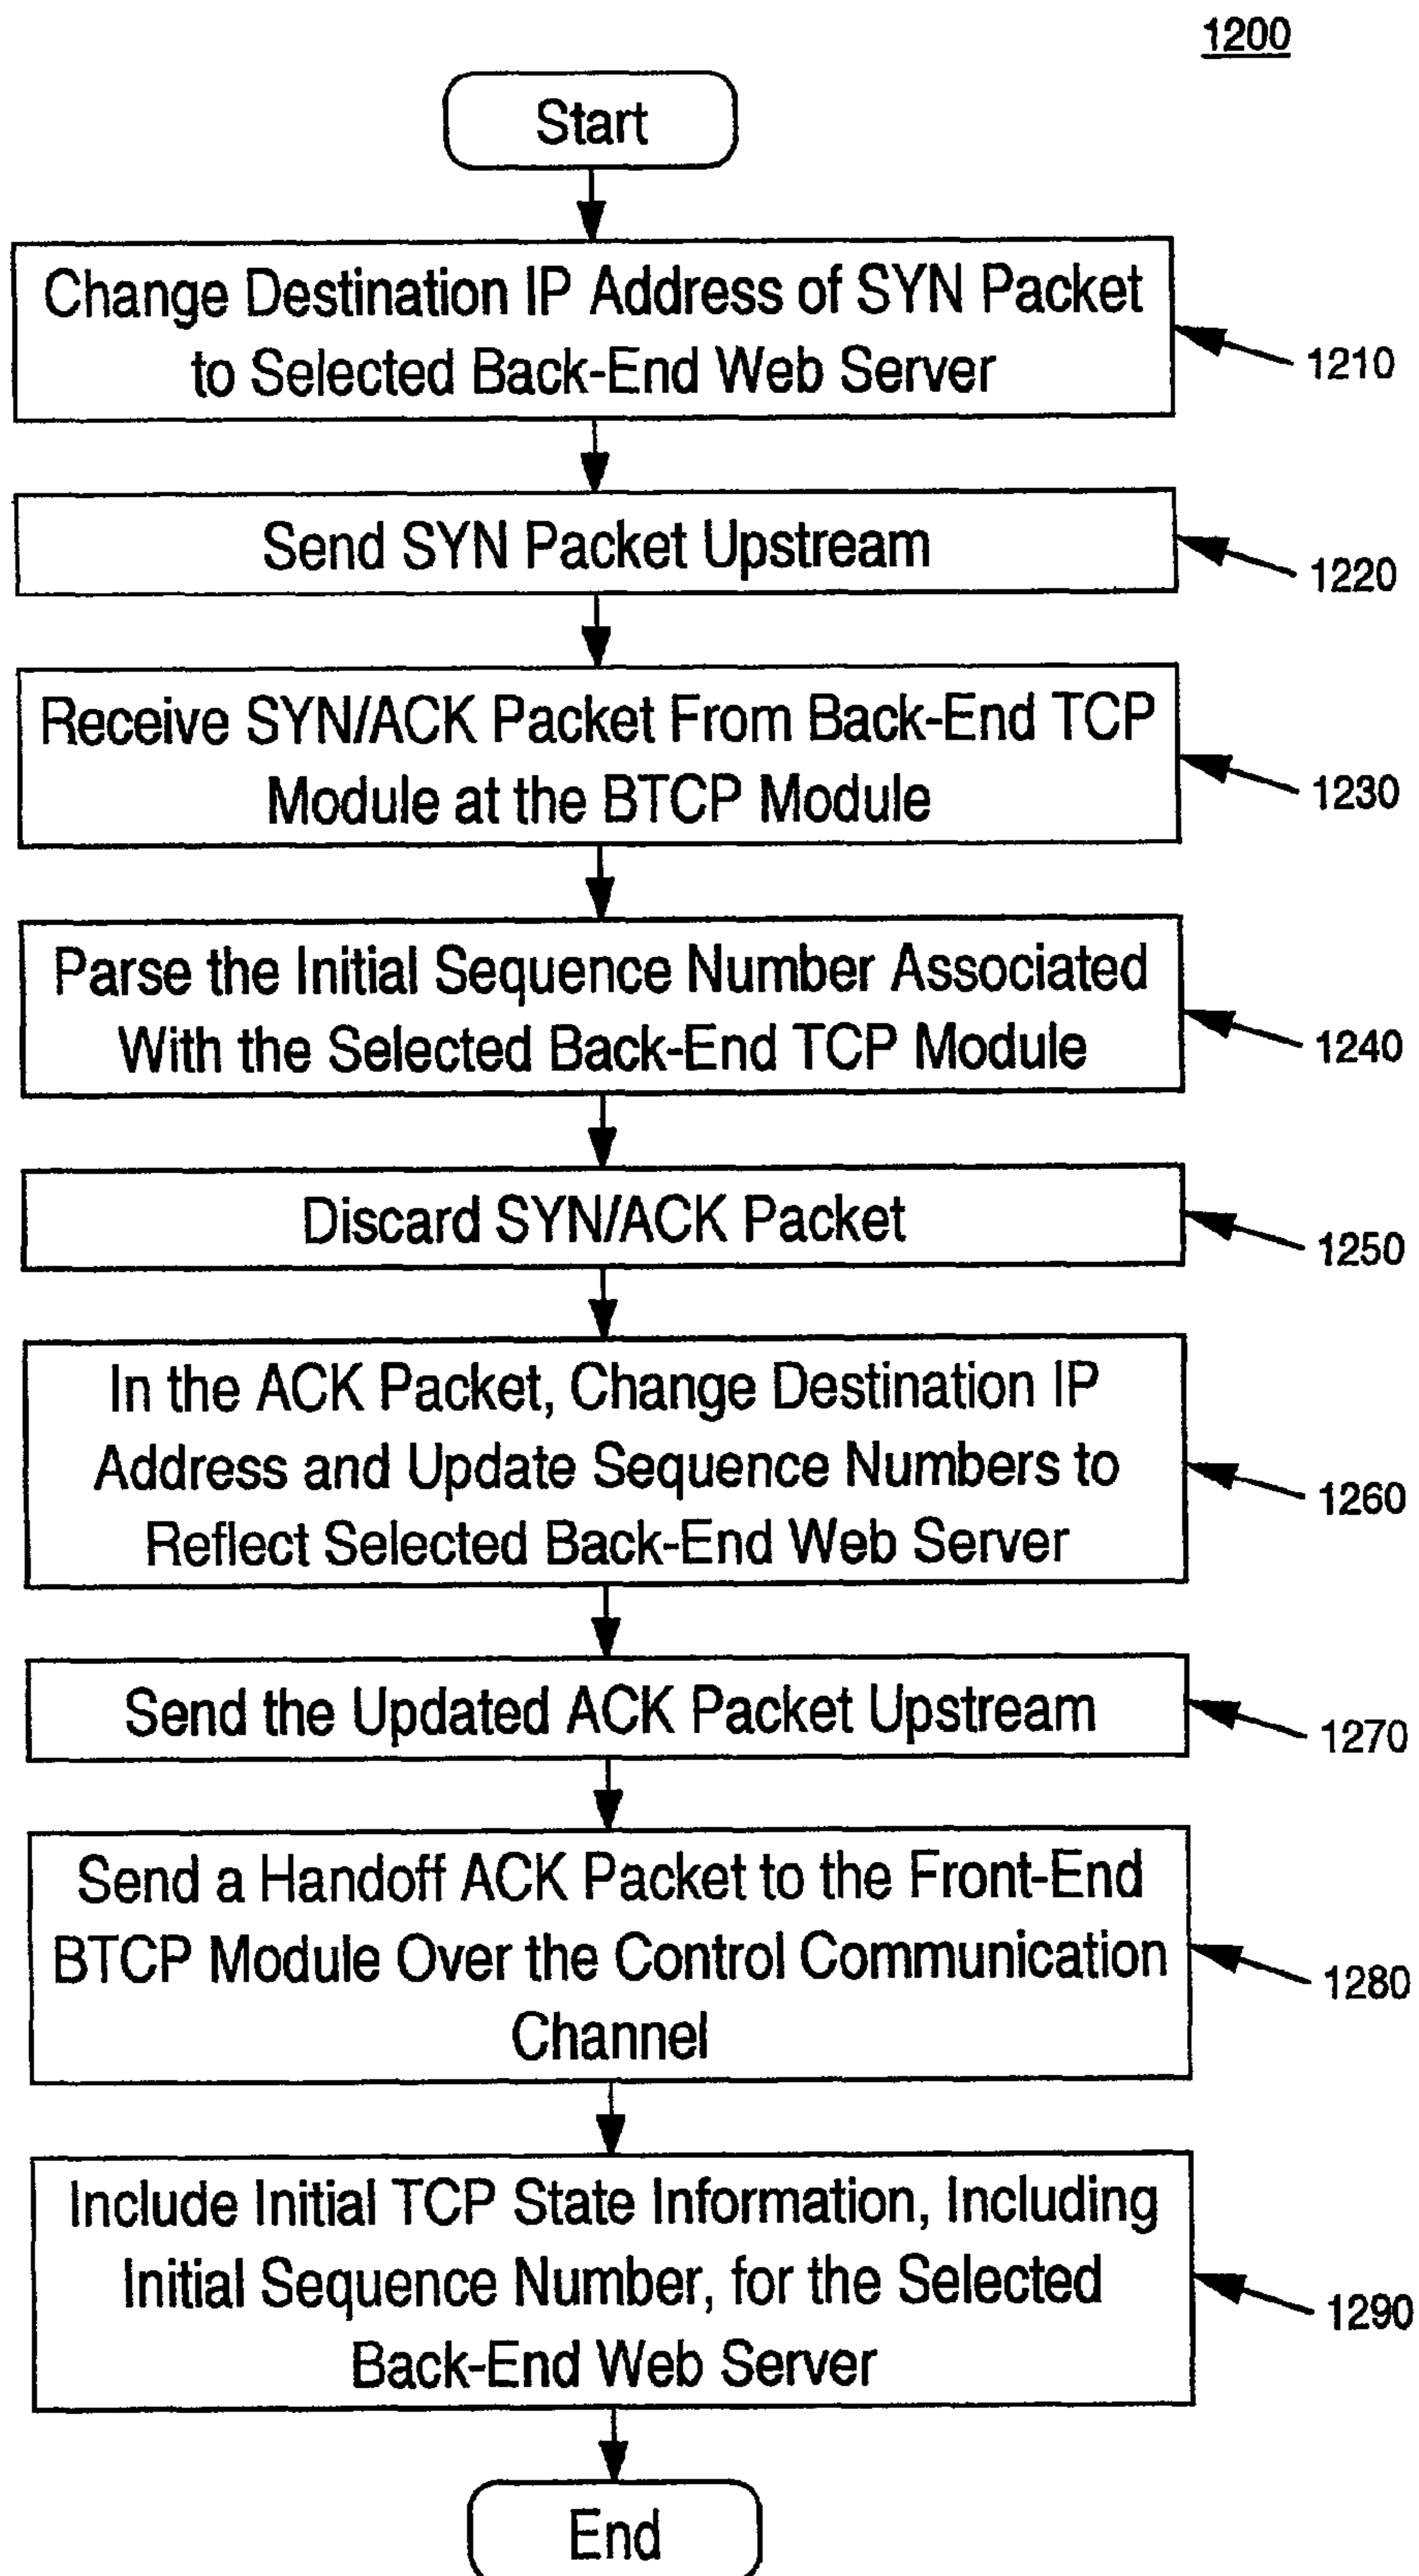 1200
Start
Change Destination IP Address of SYN Packet
to Selected Back-End Web Server
1210
Send SYN Packet Upstream
1220
Receive SYN/ACK Packet From Back-End TCP
Module at the BTCP Module
1230
Parse the Initial Sequence Number Associated
With the Selected Back-End TCP Module
1240
Discard SYN/ACK Packet
1250
In the ACK Packet, Change Destination IP
Address and Update Sequence Numbers to
Reflect Selected Back-End Web Server
1260
Send the Updated ACK Packet Upstream
1270
Send a Handoff ACK Packet to the Front-End
BTCP Module Over the Control Communication
Channel
1280
Include Initial TCP State Information, Including
Initial Sequence Number, for the Selected
Back-End Web Server
1290
End